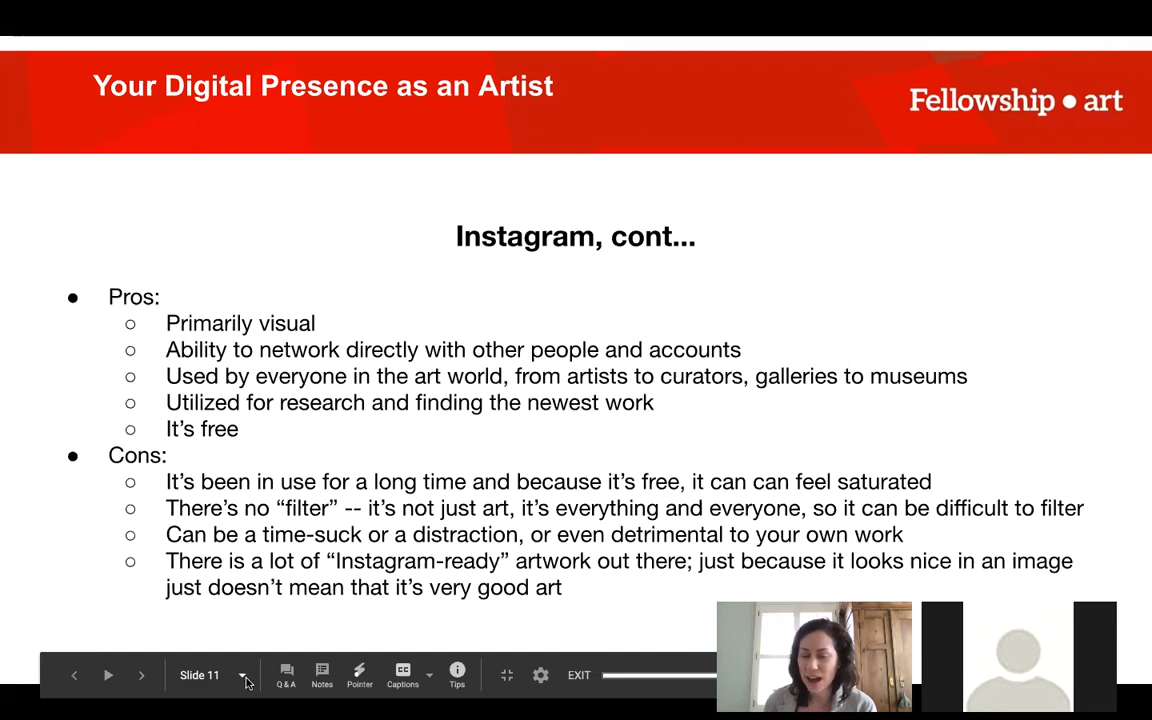 Your Digital Presence as an Artist
Fellowship ● art
Instagram, cont...
● Pros:
○ Primarily visual
○ Ability to network directly with other people and accounts
○ Used by everyone in the art world, from artists to curators, galleries to museums
○ Utilized for research and finding the newest work
○ It’s free
● Cons:
○ It’s been in use for a long time and because it’s free, it can can feel saturated
○ There’s no “filter” -- it’s not just art, it’s everything and everyone, so it can be difficult to filter
○ Can be a time-suck or a distraction, or even detrimental to your own work
○ There is a lot of “Instagram-ready” artwork out there; just because it looks nice in an image
just doesn’t mean that it’s very good art
Slide 11
Q & A
Notes
Pointer
CC
Captions
Tips
EXIT